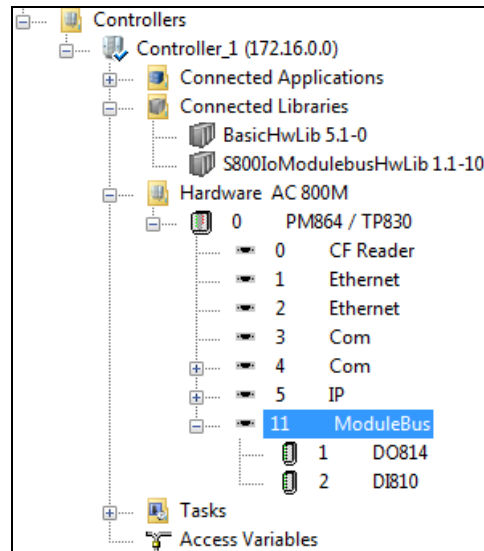 Controllers
Controller_1 (172.16.0.0)
Connected Applications
Connected Libraries
BasicHwLib 5.1-0
S800IoModulebusHwLib 1.1-10
Hardware AC 800M
0 PM864 / TP830
0 CF Reader
1 Ethernet
2 Ethernet
3 Com
4 Com
5 IP
11 ModuleBus
1 DO814
2 DI810
Tasks
Access Variables